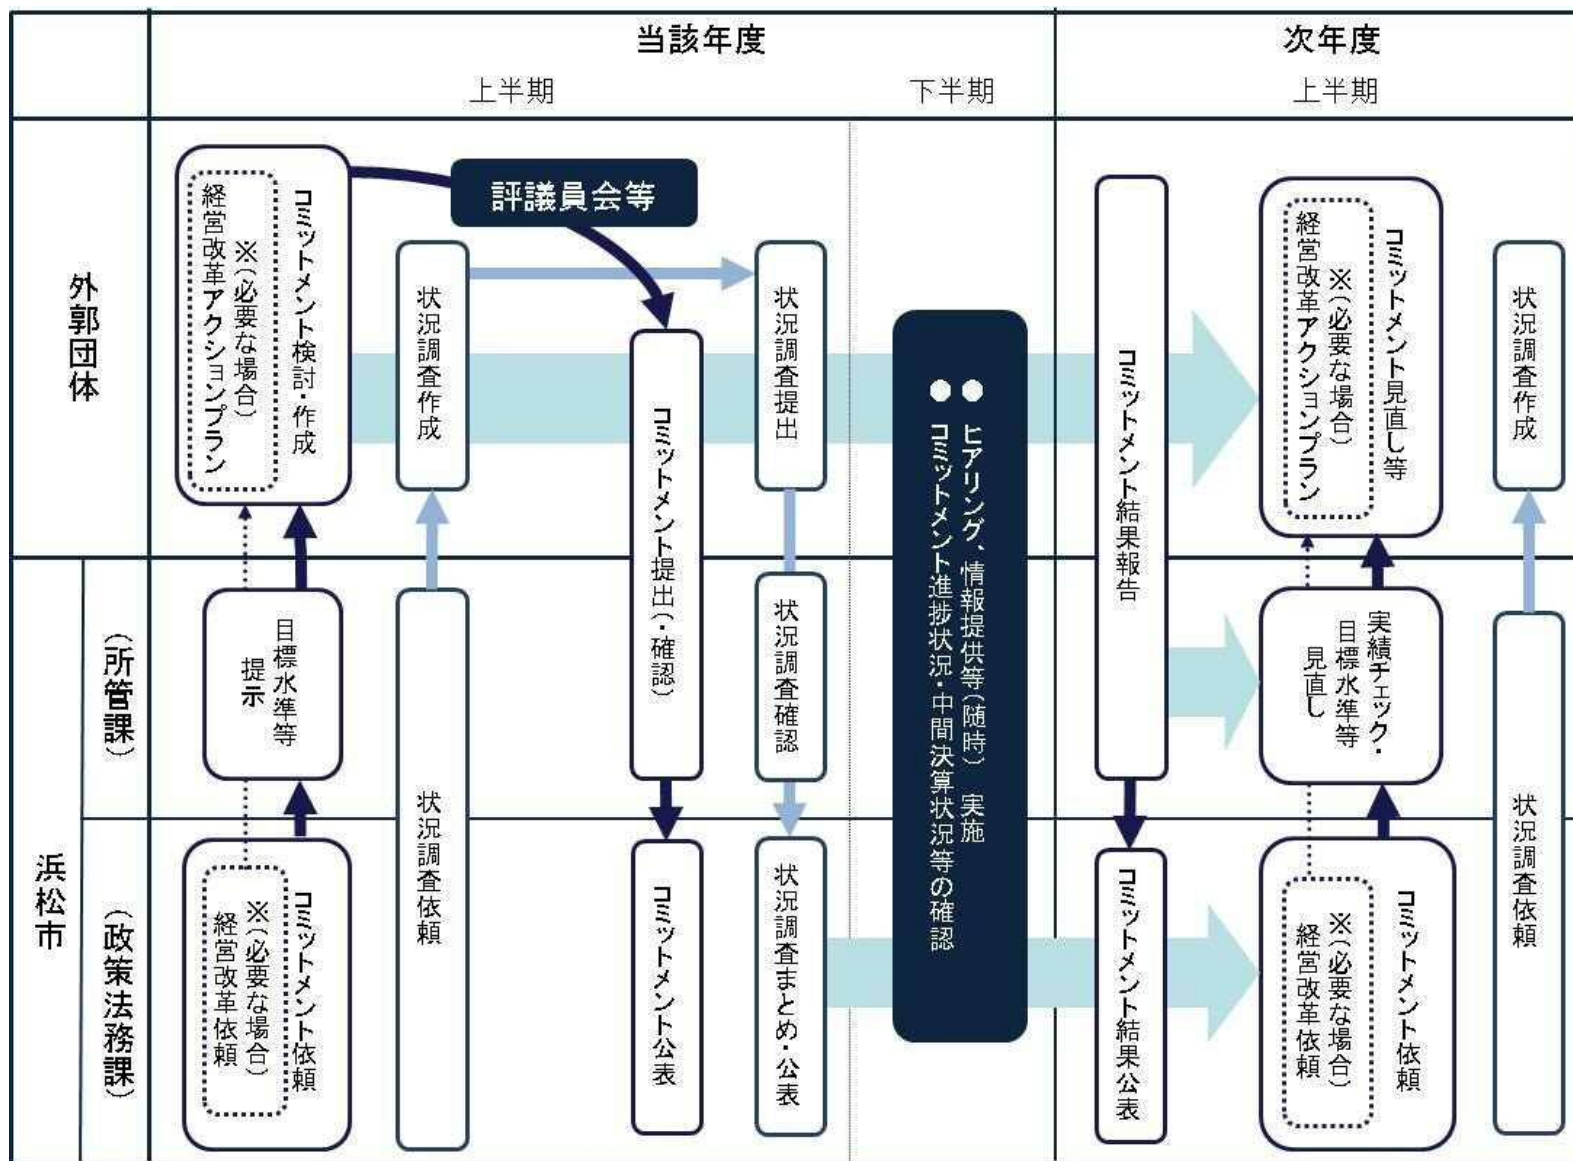 当該年度
次年度
上半期
下半期
上半期
外郭団体
コミットメント検討・作成
※(必要な場合)
経営改革アクションプラン
評議員会等
状況調査作成
コミットメント提出(・確認)
状況調査提出
●ヒアリング、情報提供等(随時) 実施
●コミットメント進捗状況・中間決算状況等の確認
コミットメント結果報告
コミットメント見直し等
※(必要な場合)
経営改革アクションプラン
状況調査作成
浜松市
(所管課)
目標水準等
提示
状況調査依頼
状況調査確認
実績チェック・
目標水準等
見直し
状況調査依頼
(政策法務課)
コミットメント依頼
※(必要な場合)
経営改革依頼
コミットメント公表
状況調査まとめ・公表
コミットメント結果公表
コミットメント依頼
※(必要な場合)
経営改革依頼